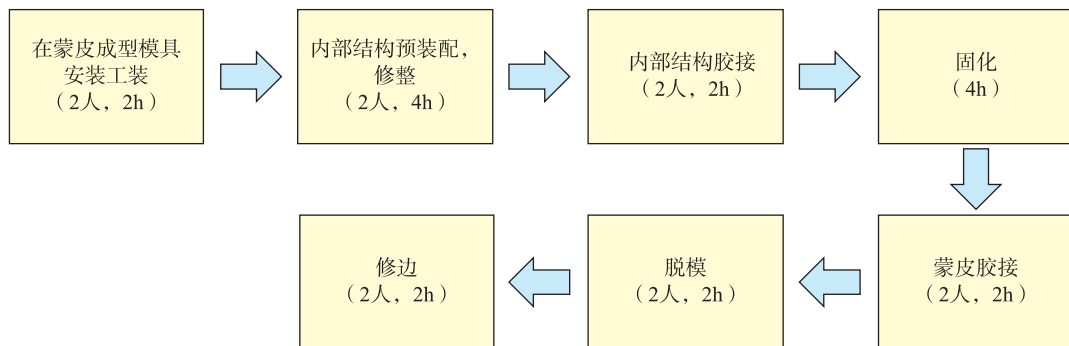 在蒙皮成型模具
安装工装
（2人，2h）
内部结构预装配，
修整
（2人，4h）
内部结构胶接
（2人，2h）
固化
（4h）
蒙皮胶接
（2人，2h）
脱模
（2人，2h）
修边
（2人，2h）